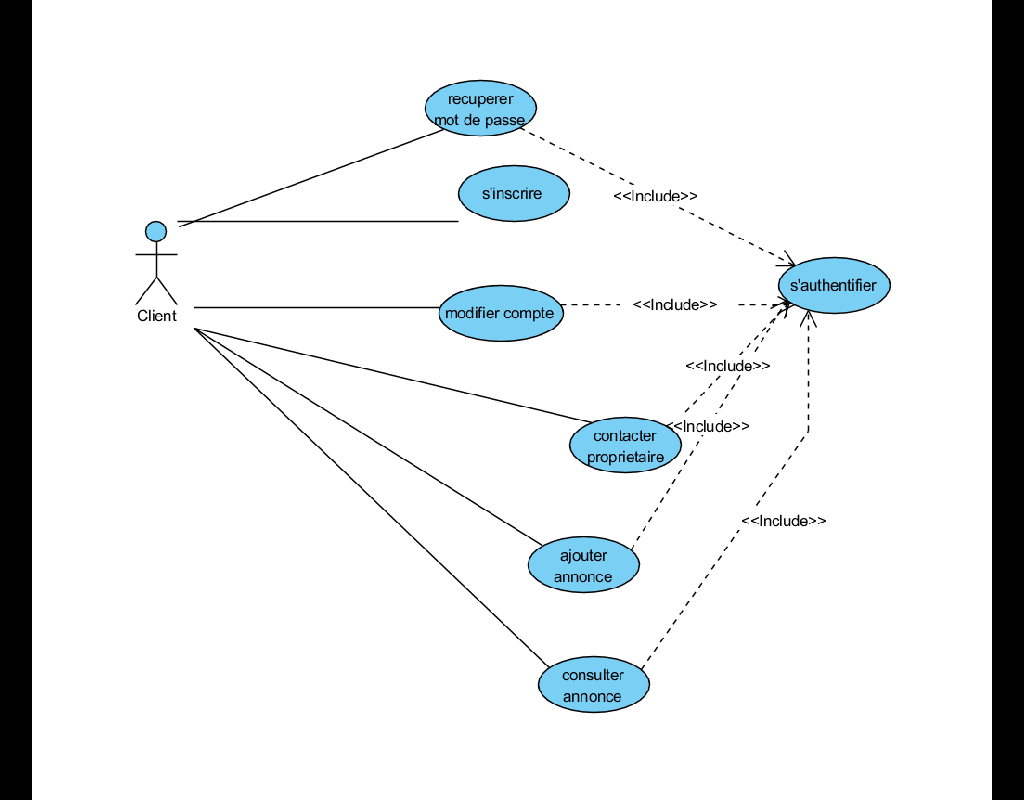 recuperer
mot de passe
s'inscrire
<<Include>>
s'authentifier
Client
modifier compte
<<Include>>
<<Include>>
contacter
proprietaire
<<Include>>
<<Include>>
ajouter
annonce
consulter
annonce